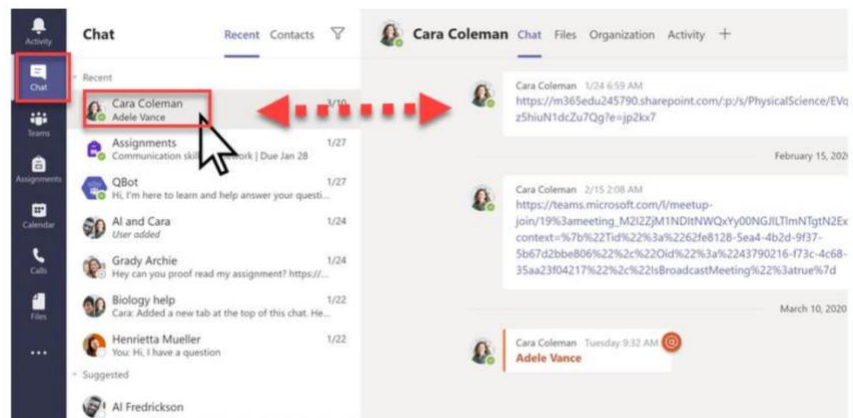 Activity
Chat
Teams
Assignments
Calendar
Calls
Files
Chat
Recent Contacts
Recent
Cara Coleman 3/10
Adele Vance
Assignments 1/27
Communication skil work | Due Jan 28
QBot 1/27
Hi, I'm here to learn and help answer your questi...
Al and Cara 1/24
User added
Grady Archie 1/24
Hey can you proof read my assignment? https://...
Biology help 1/22
Cara: Added a new tab at the top of this chat. He...
Henrietta Mueller 1/22
You: Hi, I have a question
Suggested
Al Fredrickson
Cara Coleman Chat Files Organization Activity +
Cara Coleman 1/24 6:59 AM
https://m365edu245790.sharepoint.com/:p:/s/PhysicalScience/EVq
z5hiuN1dcZu7Qg?e=jp2kx7
February 15, 202
Cara Coleman 2/15 2:08 AM
https://teams.microsoft.com/l/meetup-
join/19%3ameeting_M2I2ZjM1NDItNWQxYy00NGJlLTlmNTgtN2Ex
context=%7b%22Tid%22%3a%2262fe8128-5ea4-4b2d-9f37-
5b67d2bbe806%22%2c%22Oid%22%3a%2243790216-f73c-4c68-
35aa23f04217%22%2c%22IsBroadcastMeeting%22%3atrue%7d
March 10, 2020
Cara Coleman Tuesday 9:32 AM @
Adele Vance